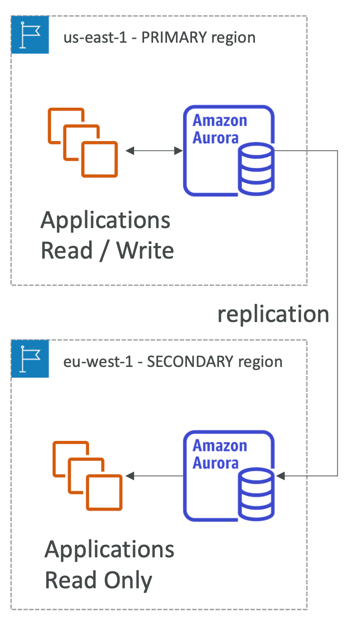 us-east-1 - PRIMARY region
Amazon
Aurora
Applications
Read / Write
replication
eu-west-1 - SECONDARY region
Amazon
Aurora
Applications
Read Only